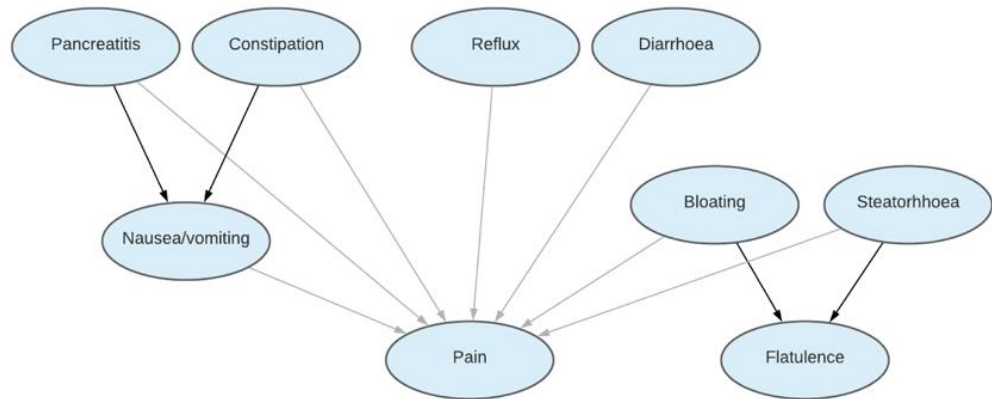 Pancreatitis
Constipation
Reflux
Diarrhoea
Bloating
Steatorhhoea
Nausea/vomiting
Pain
Flatulence